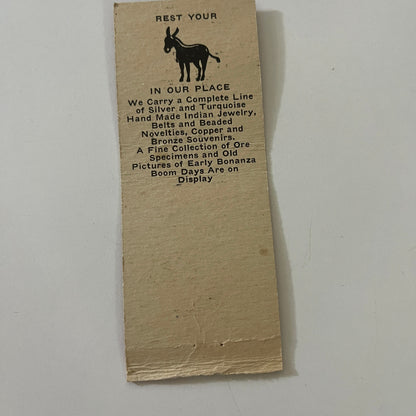 REST YOUR
IN OUR PLACE
We Carry a Complete Line
of Silver and Turquoise
Hand Made Indian Jewelry,
Belts and Beaded
Novelties, Copper and
Bronze Souvenirs.
A Fine Collection of Ore
Specimens and Old
Pictures of Early Bonanza
Boom Days Are on
Display